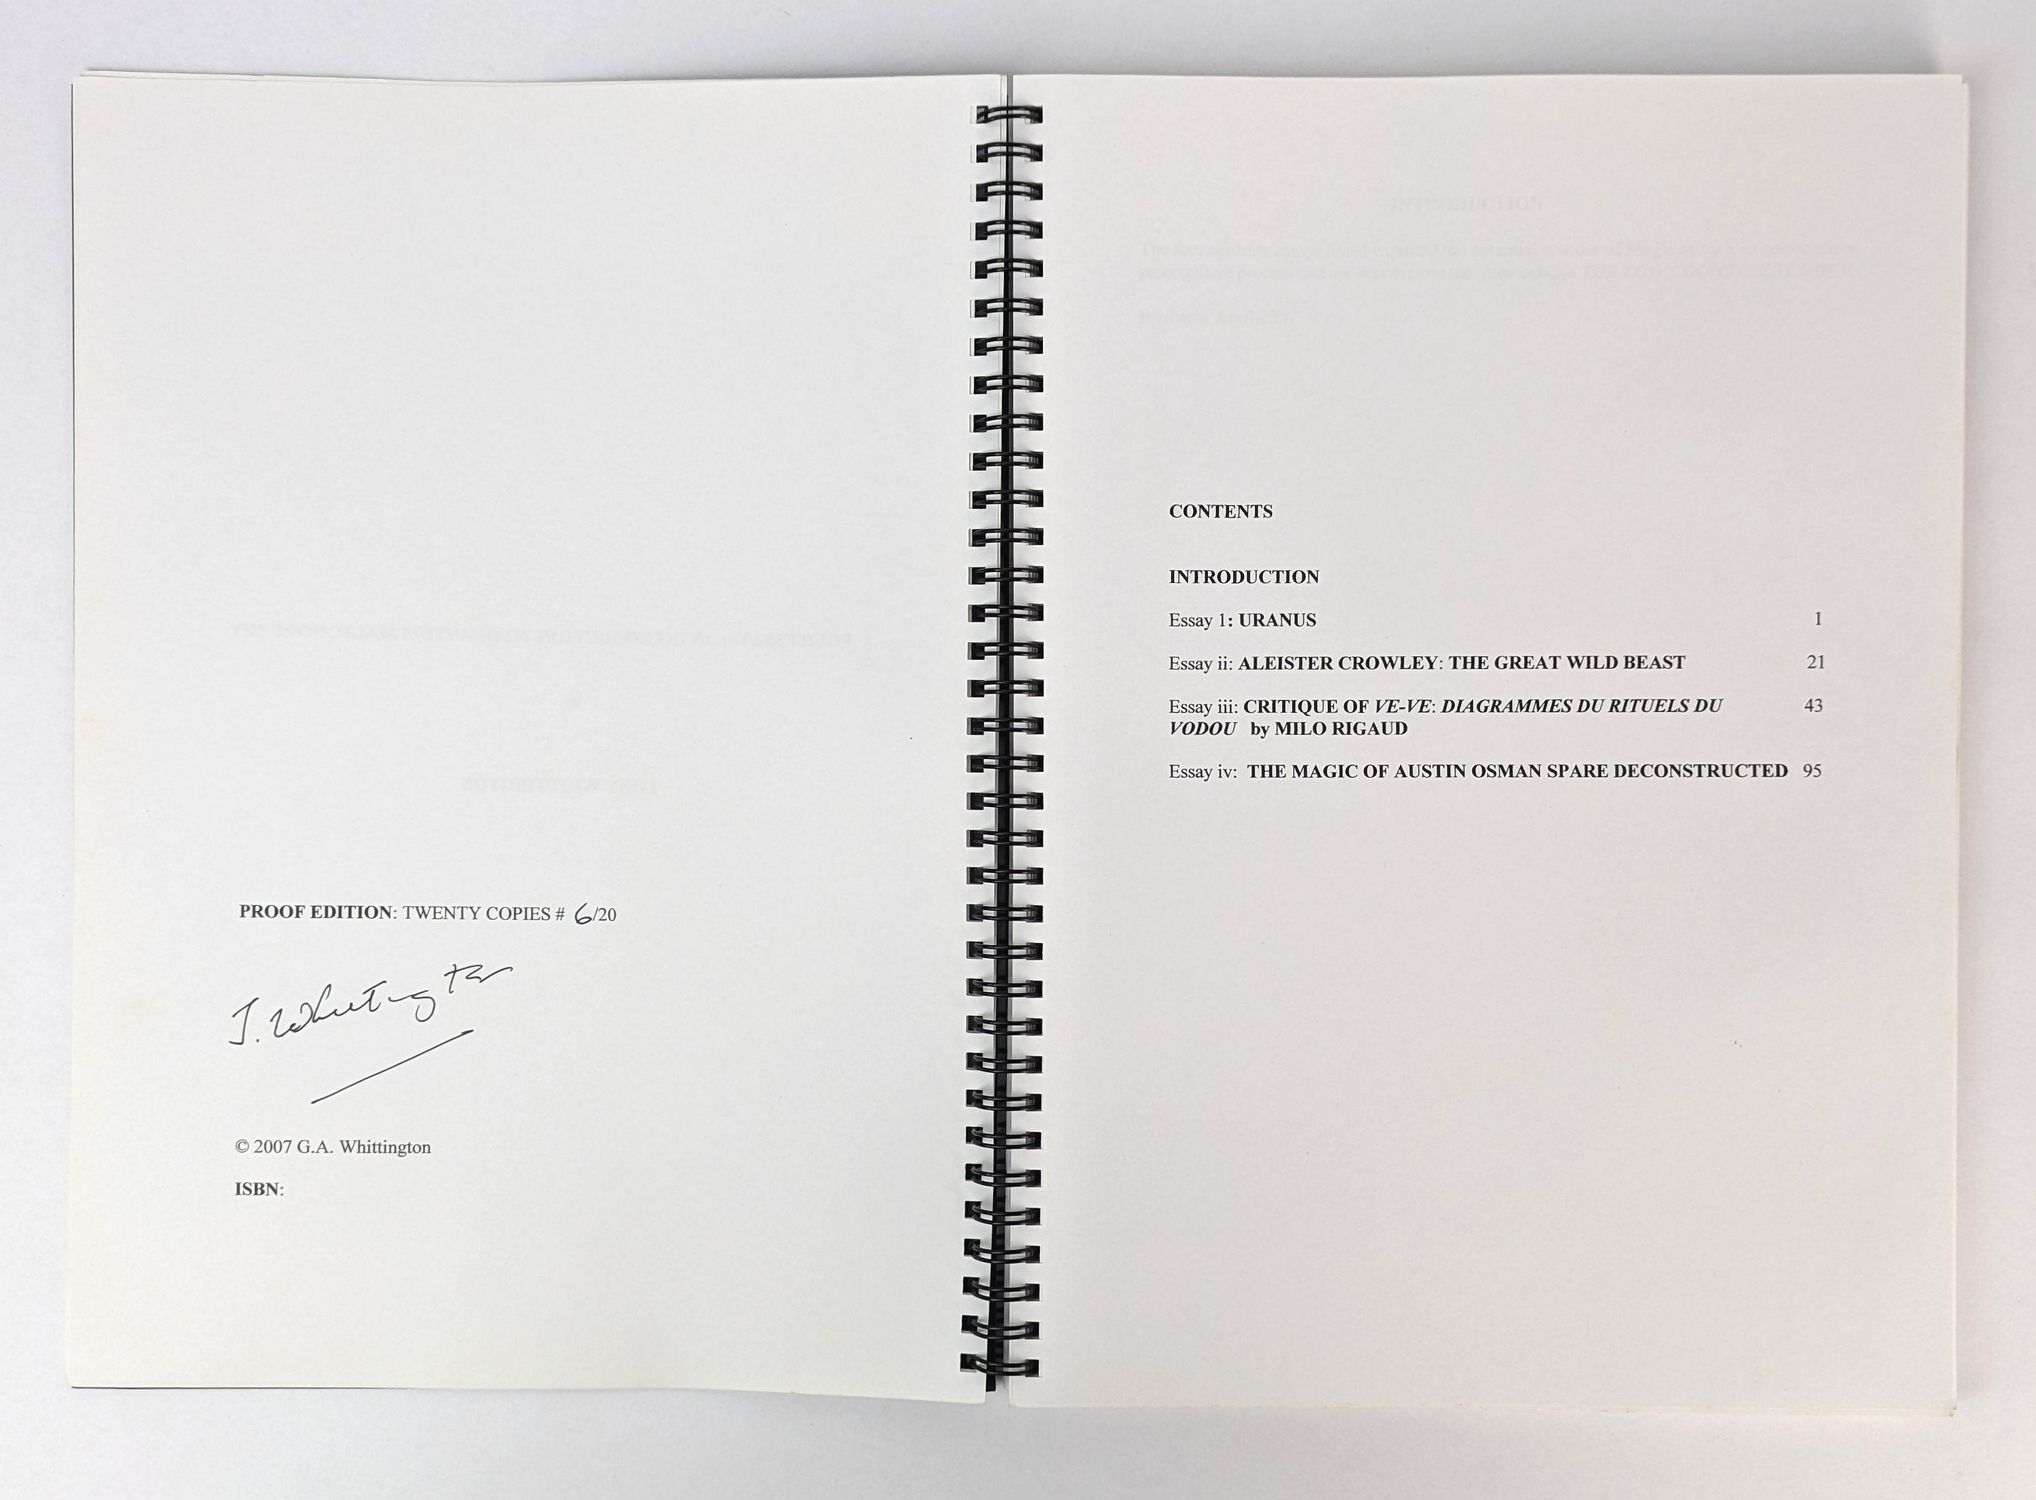 PROOF EDITION: TWENTY COPIES # 6/20
J. Whittington
© 2007 G.A. Whittington
ISBN:
CONTENTS
INTRODUCTION
Essay 1: URANUS 1
Essay ii: ALEISTER CROWLEY: THE GREAT WILD BEAST 21
Essay iii: CRITIQUE OF VE-VE: DIAGRAMMES DU RITUELS DU 43
VODOU by MILO RIGAUD
Essay iv: THE MAGIC OF AUSTIN OSMAN SPARE DECONSTRUCTED 95